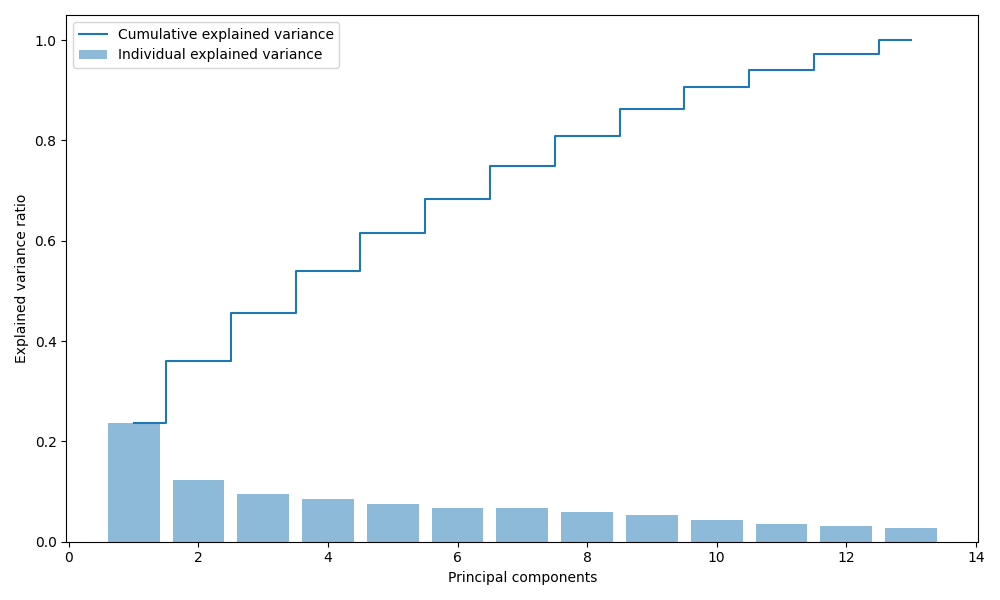 Cumulative explained variance
Individual explained variance
1.0
0.8
0.6
0.4
0.2
0.0
Explained variance ratio
0 2 4 6 8 10 12 14
Principal components